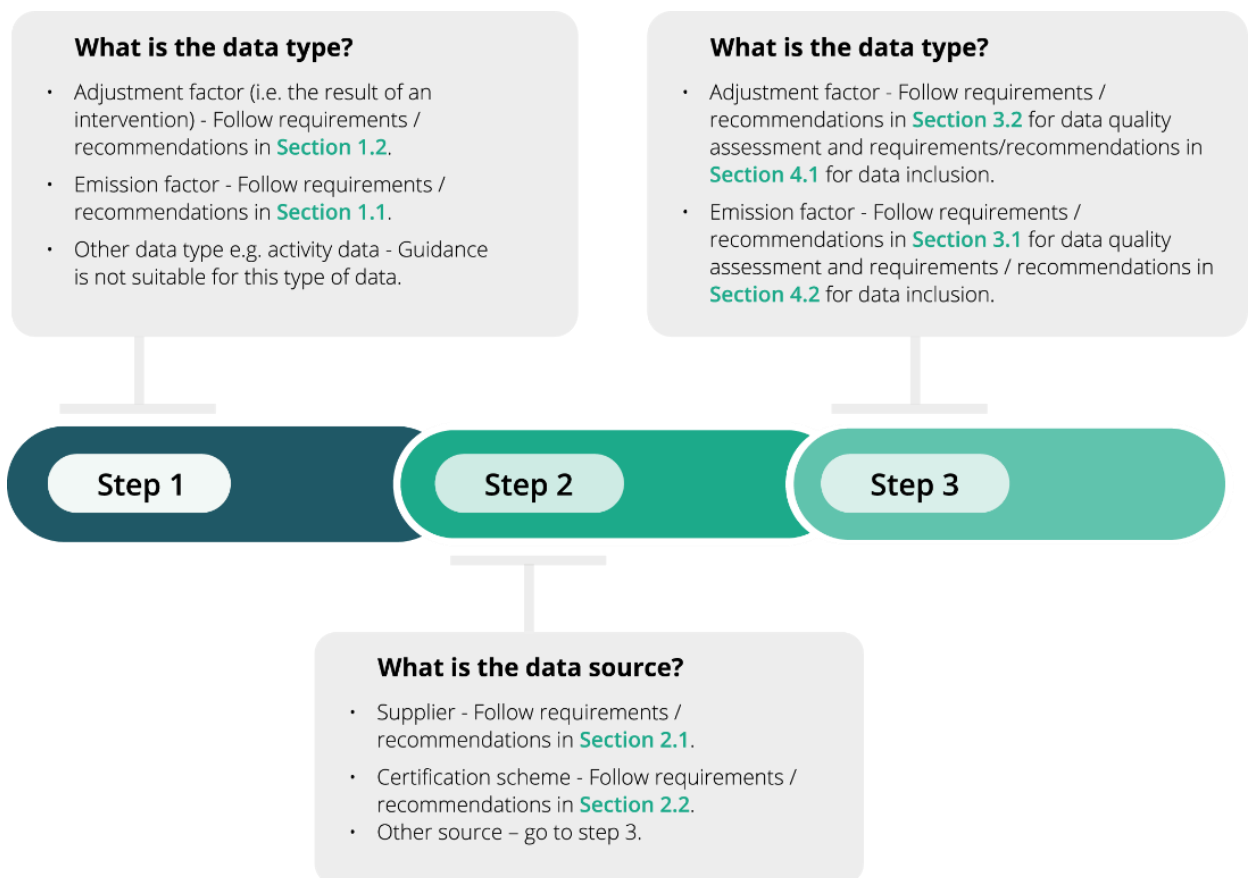 What is the data type?
• Adjustment factor (i.e. the result of an
intervention) - Follow requirements /
recommendations in Section 1.2.
• Emission factor - Follow requirements /
recommendations in Section 1.1.
• Other data type e.g. activity data - Guidance
is not suitable for this type of data.
What is the data type?
• Adjustment factor - Follow requirements /
recommendations in Section 3.2 for data quality
assessment and requirements/recommendations in
Section 4.1 for data inclusion.
• Emission factor - Follow requirements /
recommendations in Section 3.1 for data quality
assessment and requirements / recommendations in
Section 4.2 for data inclusion.
Step 1
Step 2
Step 3
What is the data source?
• Supplier - Follow requirements /
recommendations in Section 2.1.
• Certification scheme - Follow requirements /
recommendations in Section 2.2.
• Other source – go to step 3.